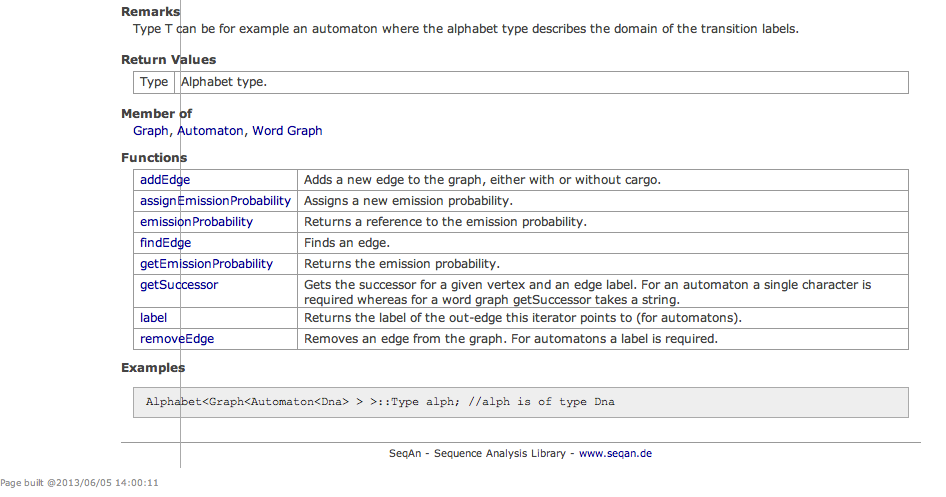 Remarks
Type T can be for example an automaton where the alphabet type describes the domain of the transition labels.
Return Values
Type Alphabet type.
Member of
Graph, Automaton, Word Graph
Functions
addEdge Adds a new edge to the graph, either with or without cargo.
assignEmissionProbability Assigns a new emission probability.
emissionProbability Returns a reference to the emission probability.
findEdge Finds an edge.
getEmissionProbability Returns the emission probability.
getSuccessor Gets the successor for a given vertex and an edge label. For an automaton a single character is
required whereas for a word graph getSuccessor takes a string.
label Returns the label of the out-edge this iterator points to (for automatons).
removeEdge Removes an edge from the graph. For automatons a label is required.
Examples
Alphabet<Graph<Automaton<Dna> > >::Type alph; //alph is of type Dna
SeqAn - Sequence Analysis Library - www.seqan.de
Page built @2013/06/05 14:00:11